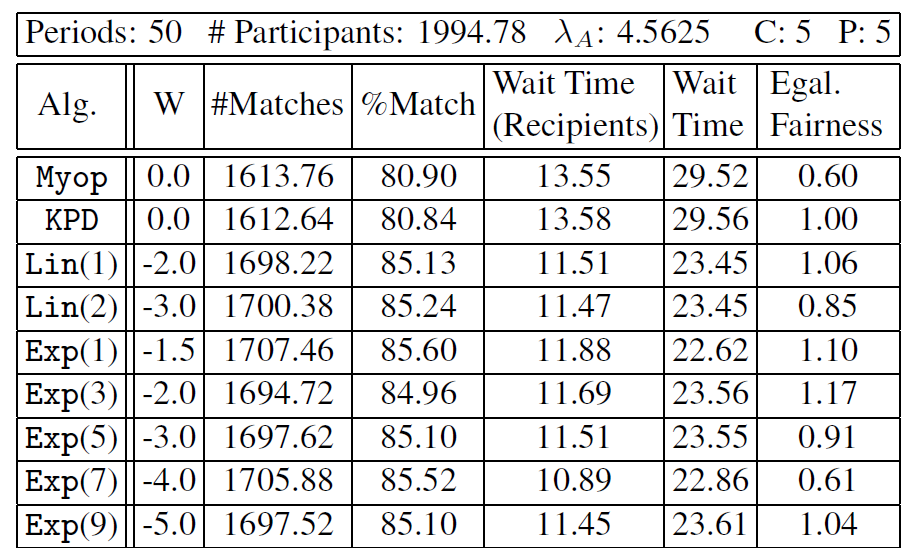 Periods: 50 # Participants: 1994.78 λ_A: 4.5625 C: 5 P: 5
Alg. W #Matches %Match Wait Time (Recipients) Wait Time Egal. Fairness
Myop 0.0 1613.76 80.90 13.55 29.52 0.60
KPD 0.0 1612.64 80.84 13.58 29.56 1.00
Lin(1) -2.0 1698.22 85.13 11.51 23.45 1.06
Lin(2) -3.0 1700.38 85.24 11.47 23.45 0.85
Exp(1) -1.5 1707.46 85.60 11.88 22.62 1.10
Exp(3) -2.0 1694.72 84.96 11.69 23.56 1.17
Exp(5) -3.0 1697.62 85.10 11.51 23.55 0.91
Exp(7) -4.0 1705.88 85.52 10.89 22.86 0.61
Exp(9) -5.0 1697.52 85.10 11.45 23.61 1.04